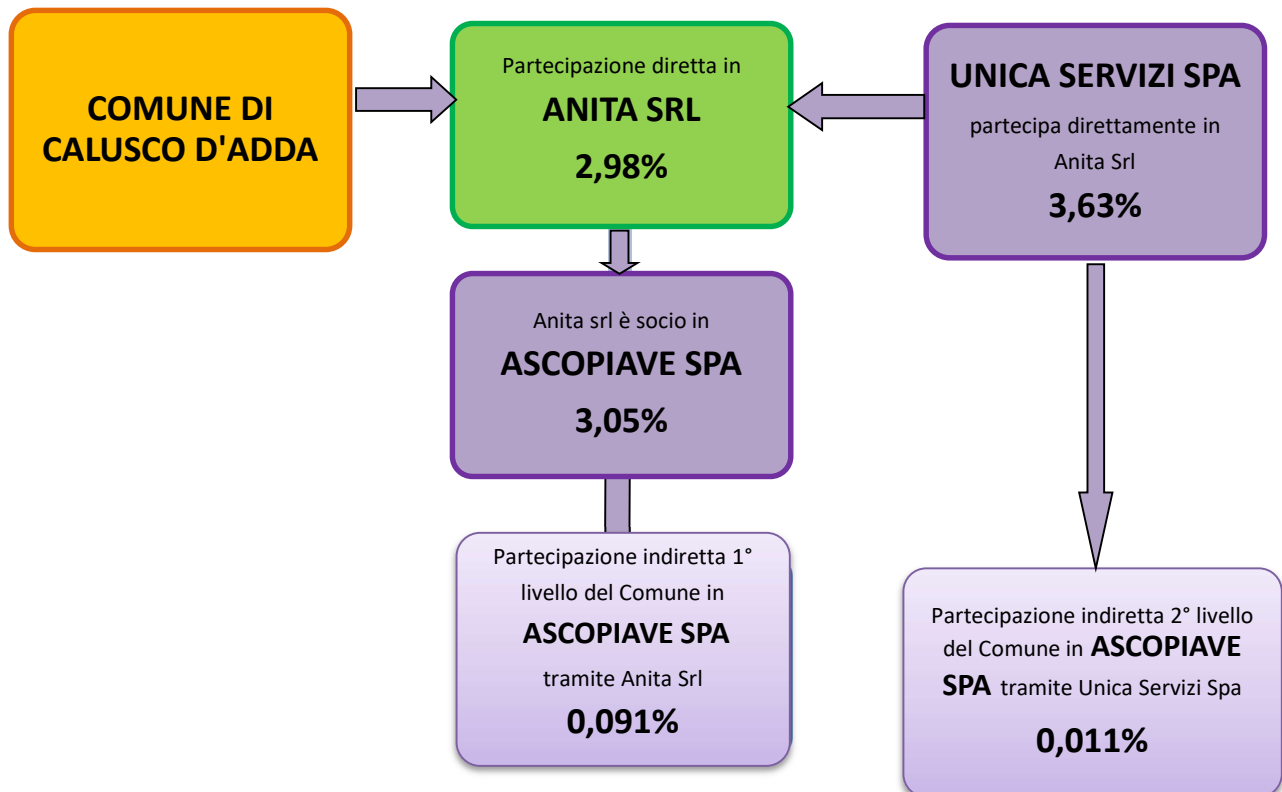 COMUNE DI
CALUSCO D'ADDA
Partecipazione diretta in
ANITA SRL
2,98%
UNICA SERVIZI SPA
partecipa direttamente in
Anita Srl
3,63%
Anita srl è socio in
ASCOPIAVE SPA
3,05%
Partecipazione indiretta 1°
livello del Comune in
ASCOPIAVE SPA
tramite Anita Srl
0,091%
Partecipazione indiretta 2° livello
del Comune in ASCOPIAVE
SPA tramite Unica Servizi Spa
0,011%